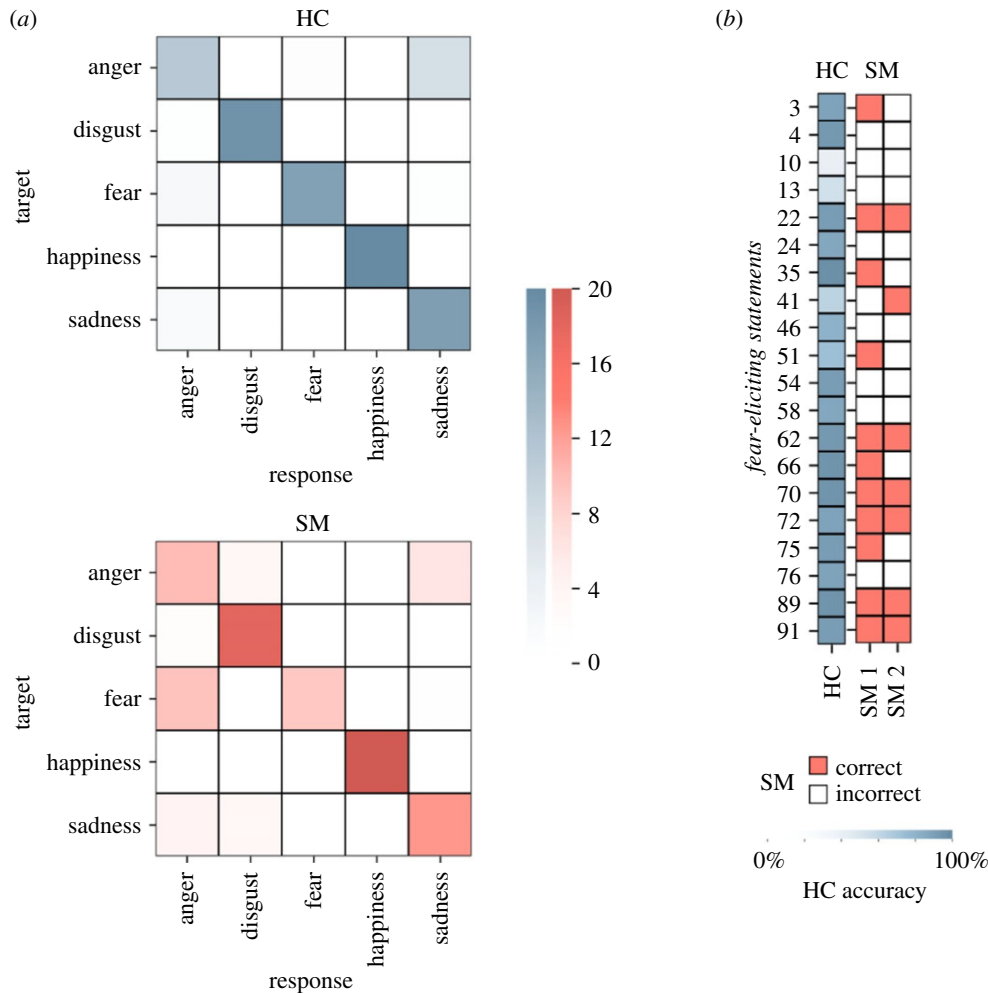 (a)
HC
anger
disgust
fear
happiness
sadness
target
anger
disgust
fear
happiness
sadness
response
SM
anger
disgust
fear
happiness
sadness
target
anger
disgust
fear
happiness
sadness
response
20
16
12
8
4
0
(b)
HC SM
3
4
10
13
22
24
35
41
46
51
54
58
62
66
70
72
75
76
89
91
fear-eliciting statements
HC
SM 1
SM 2
SM
correct
incorrect
0% 100%
HC accuracy